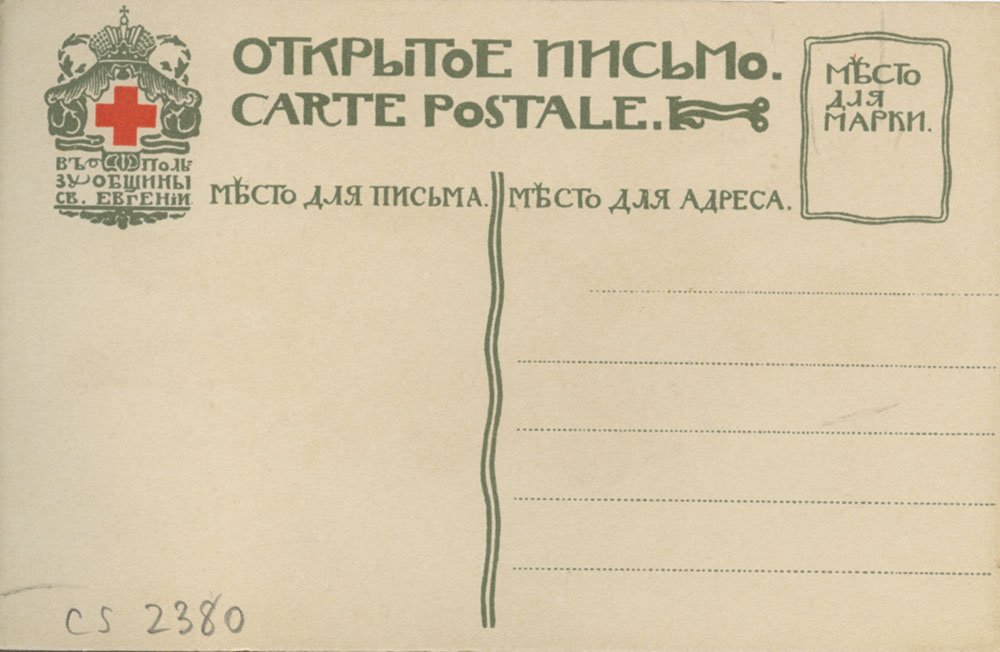 ОТКРЫТОЕ ПИСЬМО.
CARTE POSTALE.
МѢСТО
ДЛЯ
МАРКИ.
ВЪ ПОЛЬ-
ЗУ ОБЩИНЫ
СВ. ЕВГЕНІИ
МѢСТО ДЛЯ ПИСЬМА.
МѢСТО ДЛЯ АДРЕСА.
CS 2380